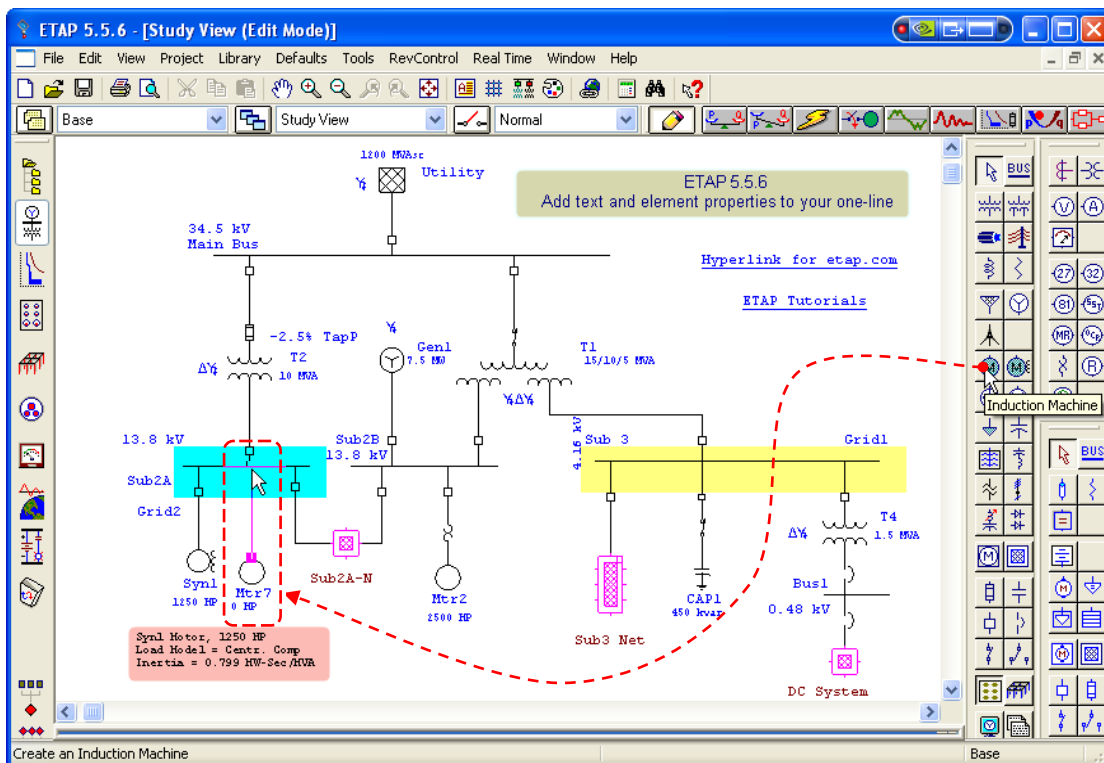 ETAP 5.5.6 - [Study View (Edit Mode)]
File Edit View Project Library Defaults Tools RevControl Real Time Window Help
Base Study View Normal
1200 MVAsc
Utility
ETAP 5.5.6
Add text and element properties to your one-line
34.5 kV
Main Bus
Hyperlink for etap.com
ETAP Tutorials
-2.5% TapP
T2
10 MVA
Gen1
7.5 MW
T1
15/10/5 MVA
Induction Machine
13.8 kV
Sub2A
Grid2
Sub2B
13.8 kV
4.16 kV
Sub 3
Grid1
T4
1.5 MVA
Syn1
1250 HP
Mtr7
0 HP
Sub2A-N
Mtr2
2500 HP
Sub3 Net
CAP1
450 kvar
Bus1
0.48 kV
DC System
Syn1 Motor, 1250 HP
Load Model = Centr. Comp
Inertia = 0.799 MW-Sec/MVA
BUS
V
A
27
32
81
MR
R
M
M
BUS
M
M
M
Create an Induction Machine
Base